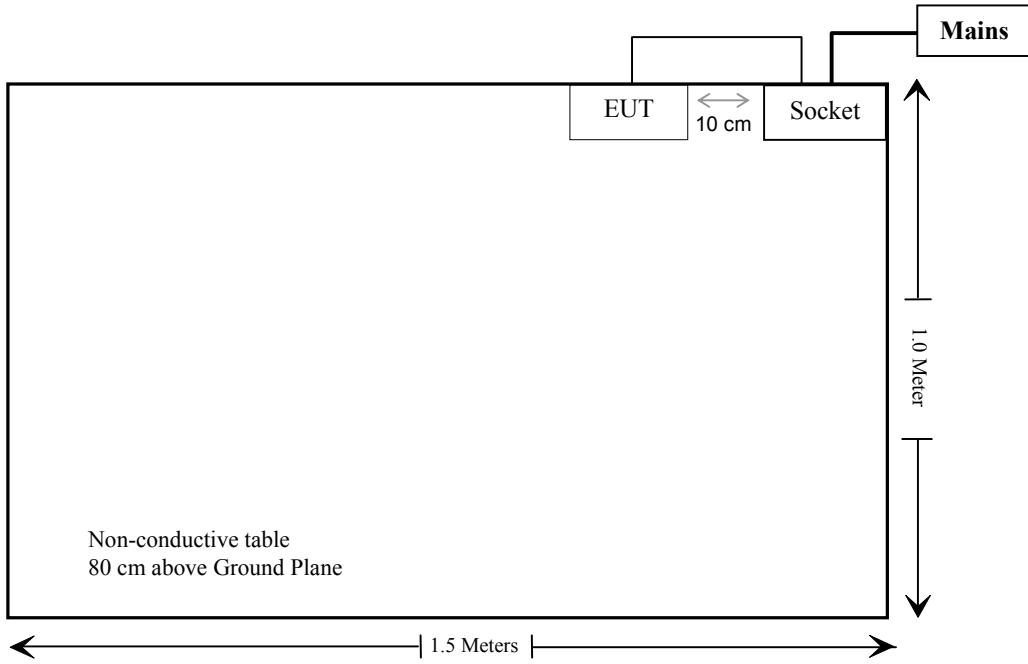 Mains
EUT
Socket
10 cm
1.0 Meter
Non-conductive table
80 cm above Ground Plane
1.5 Meters